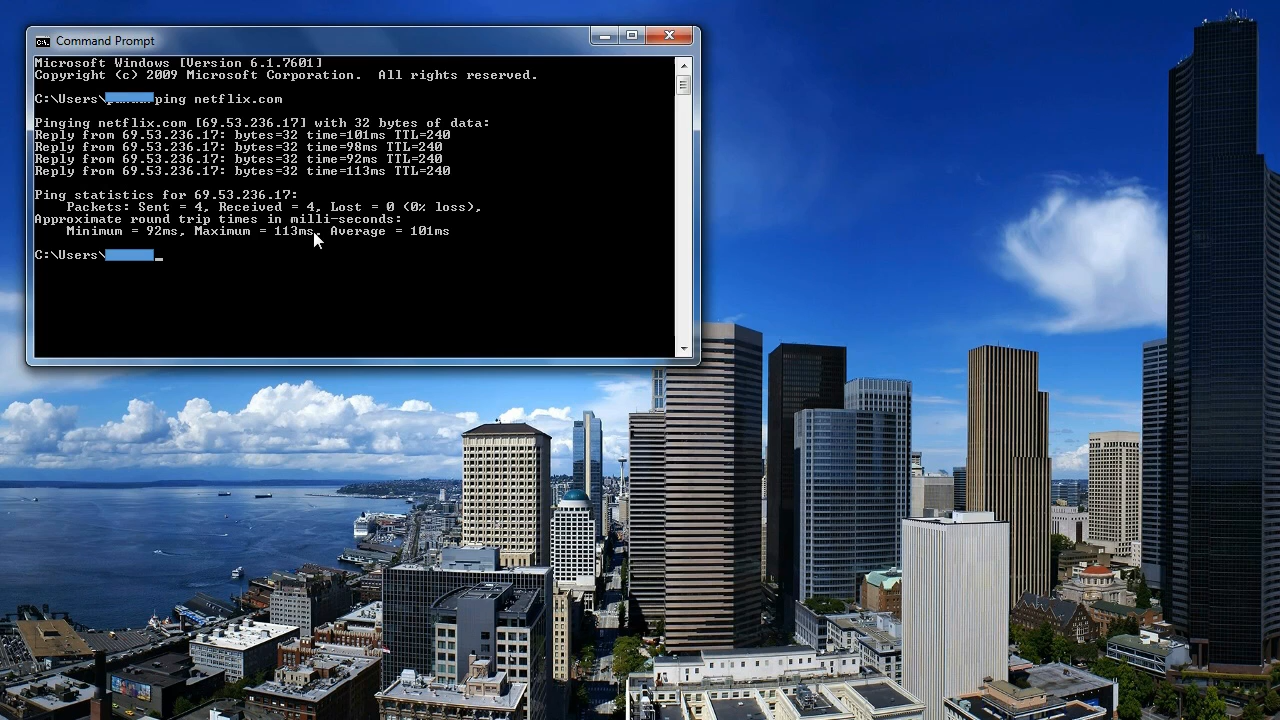 Command Prompt
Microsoft Windows [Version 6.1.7601]
Copyright (c) 2009 Microsoft Corporation.  All rights reserved.
C:\Users\ ping netflix.com
Pinging netflix.com [69.53.236.17] with 32 bytes of data:
Reply from 69.53.236.17: bytes=32 time=101ms TTL=240
Reply from 69.53.236.17: bytes=32 time=98ms TTL=240
Reply from 69.53.236.17: bytes=32 time=92ms TTL=240
Reply from 69.53.236.17: bytes=32 time=113ms TTL=240
Ping statistics for 69.53.236.17:
Packets: Sent = 4, Received = 4, Lost = 0 (0% loss),
Approximate round trip times in milli-seconds:
Minimum = 92ms, Maximum = 113ms, Average = 101ms
C:\Users\